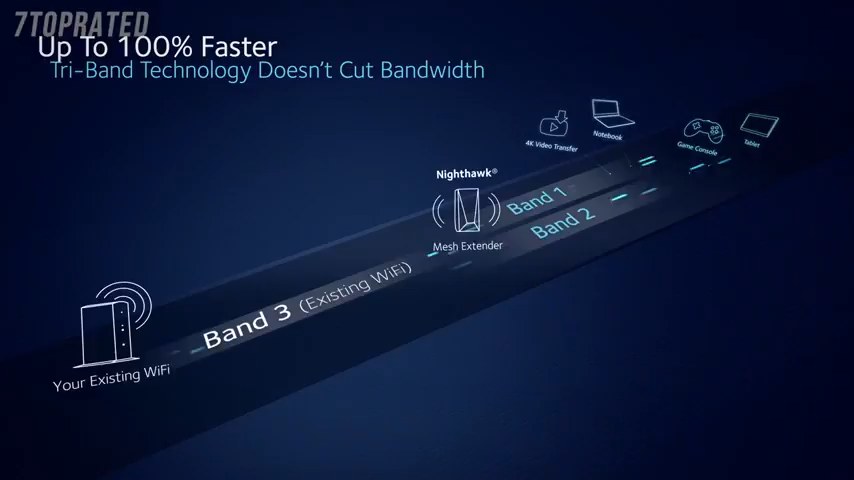 7TOPRATED
Up To 100% Faster
Tri-Band Technology Doesn't Cut Bandwidth
4K Video Transfer
Notebook
Game Console
Tablet
Nighthawk®
Band 1
Band 2
Mesh Extender
Band 3 (Existing WiFi)
Your Existing WiFi